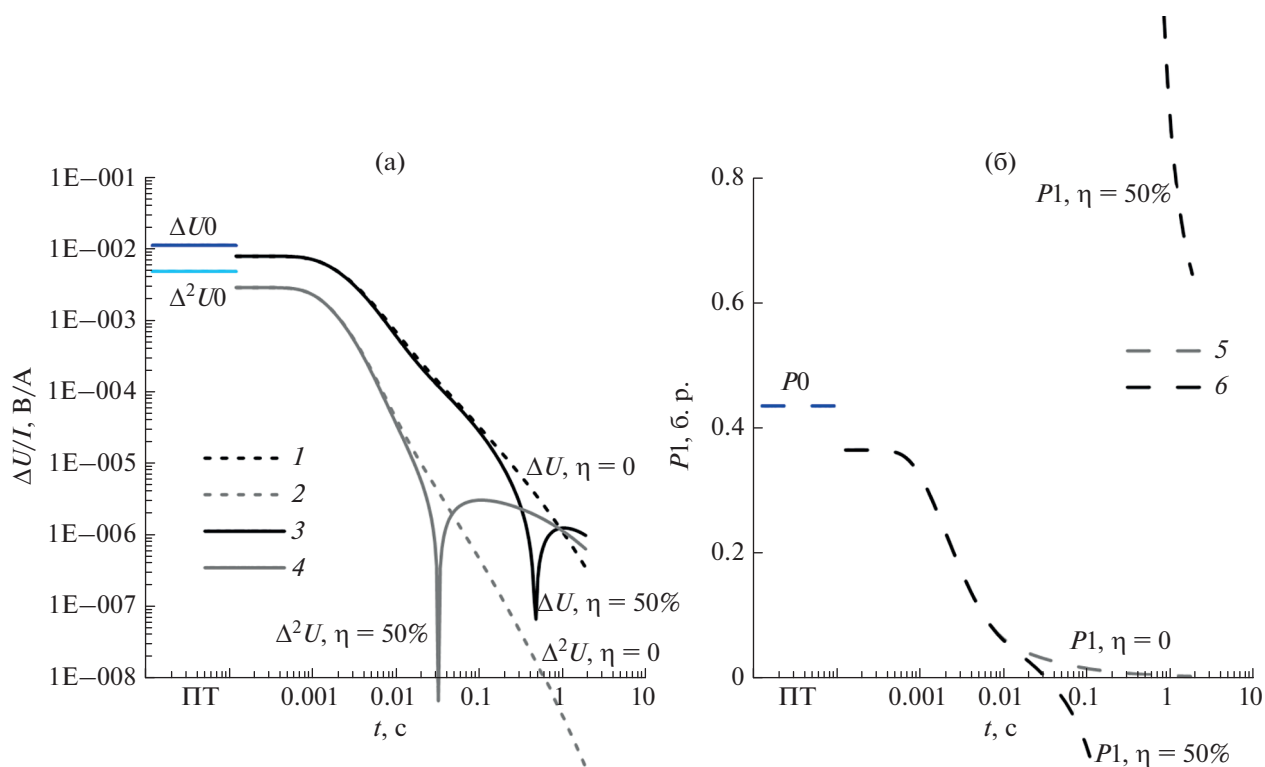 (а)
ΔU/I, В/А
1E−001
1E−002
1E−003
1E−004
1E−005
1E−006
1E−007
1E−008
ΔU0
Δ²U0
1
2
3
4
ΔU, η = 0
ΔU, η = 50%
Δ²U, η = 50%
Δ²U, η = 0
ПТ 0.001 0.01 0.1 1 10
t, с
(б)
P1, б. р.
0.8
0.6
0.4
0.2
0
P1, η = 50%
5
6
P0
P1, η = 0
ПТ 0.001 0.01 0.1 1 10
P1, η = 50%
t, с